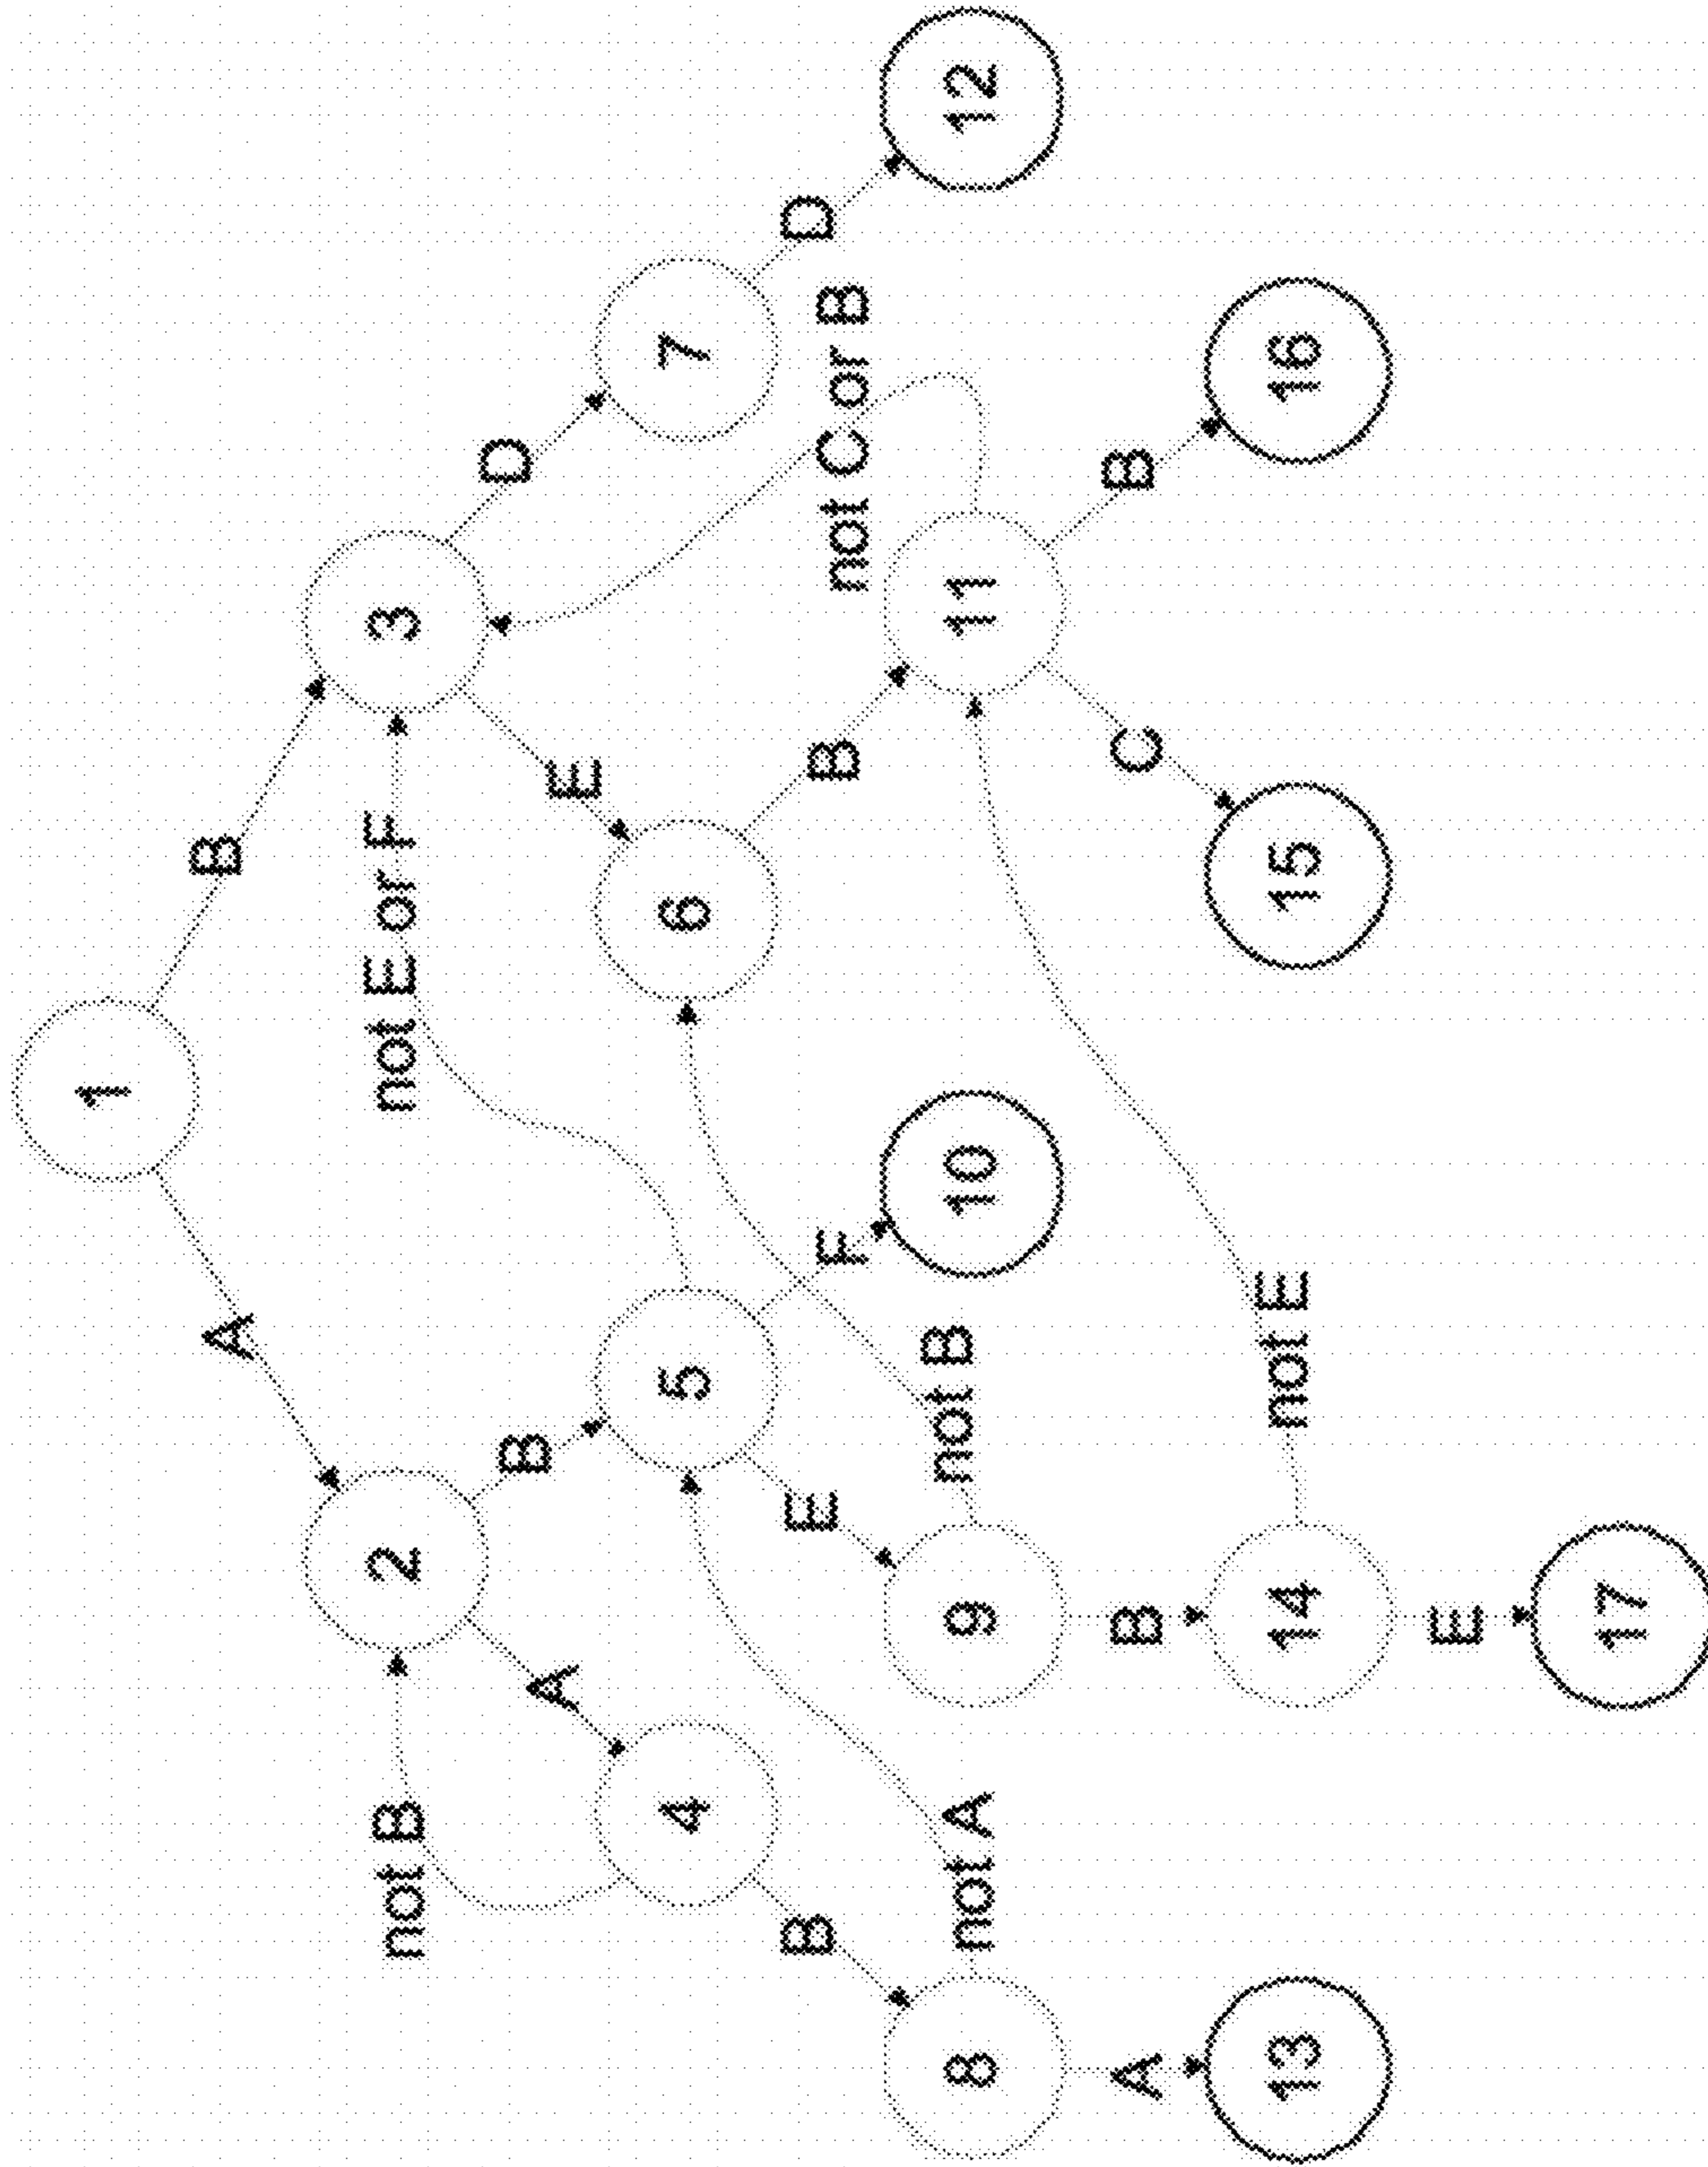 1
A B
not B 2 not E or F 3
A B E D
4 5 6 7
B E F B not C or B D
8 not A 9 not B 10 11 12
A B C B
13 14 not E 15 16
E
17